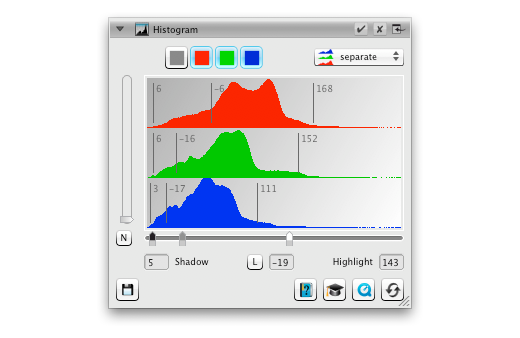 Histogram
separate
6 -6 168
6 -16 152
3 -17 111
N
5 Shadow L -19 Highlight 143
?